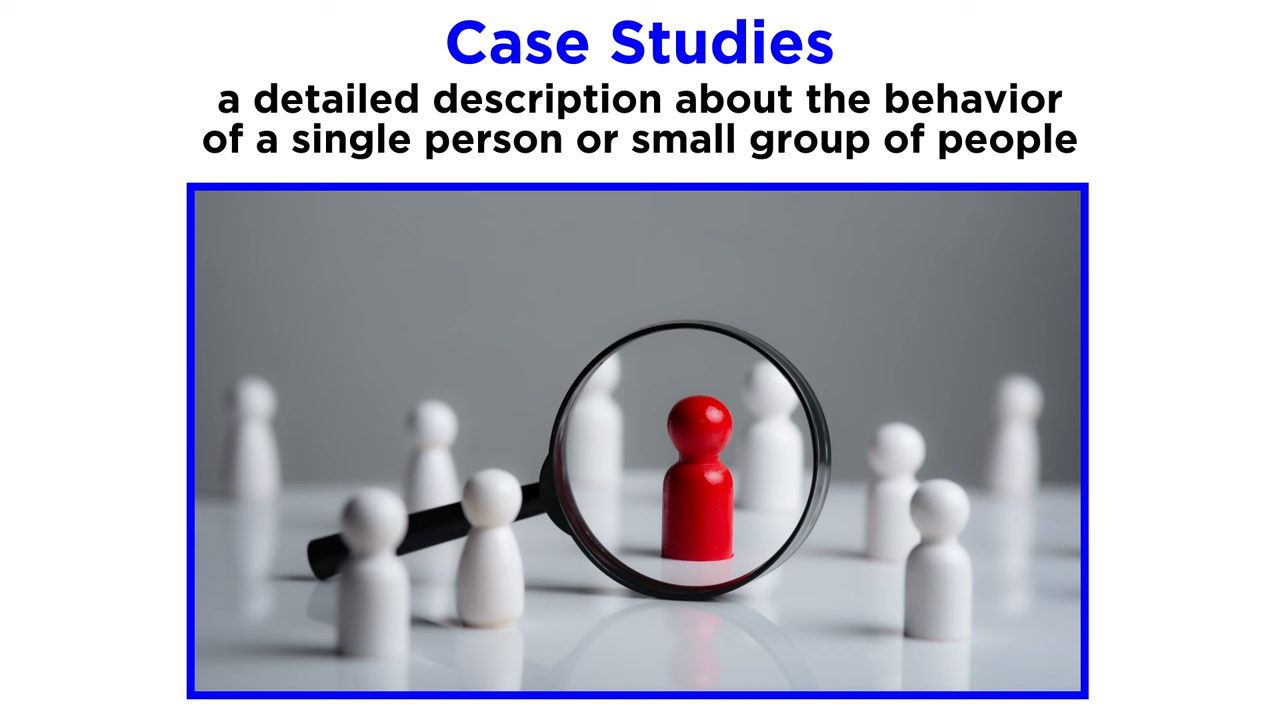 Case Studies
a detailed description about the behavior
of a single person or small group of people